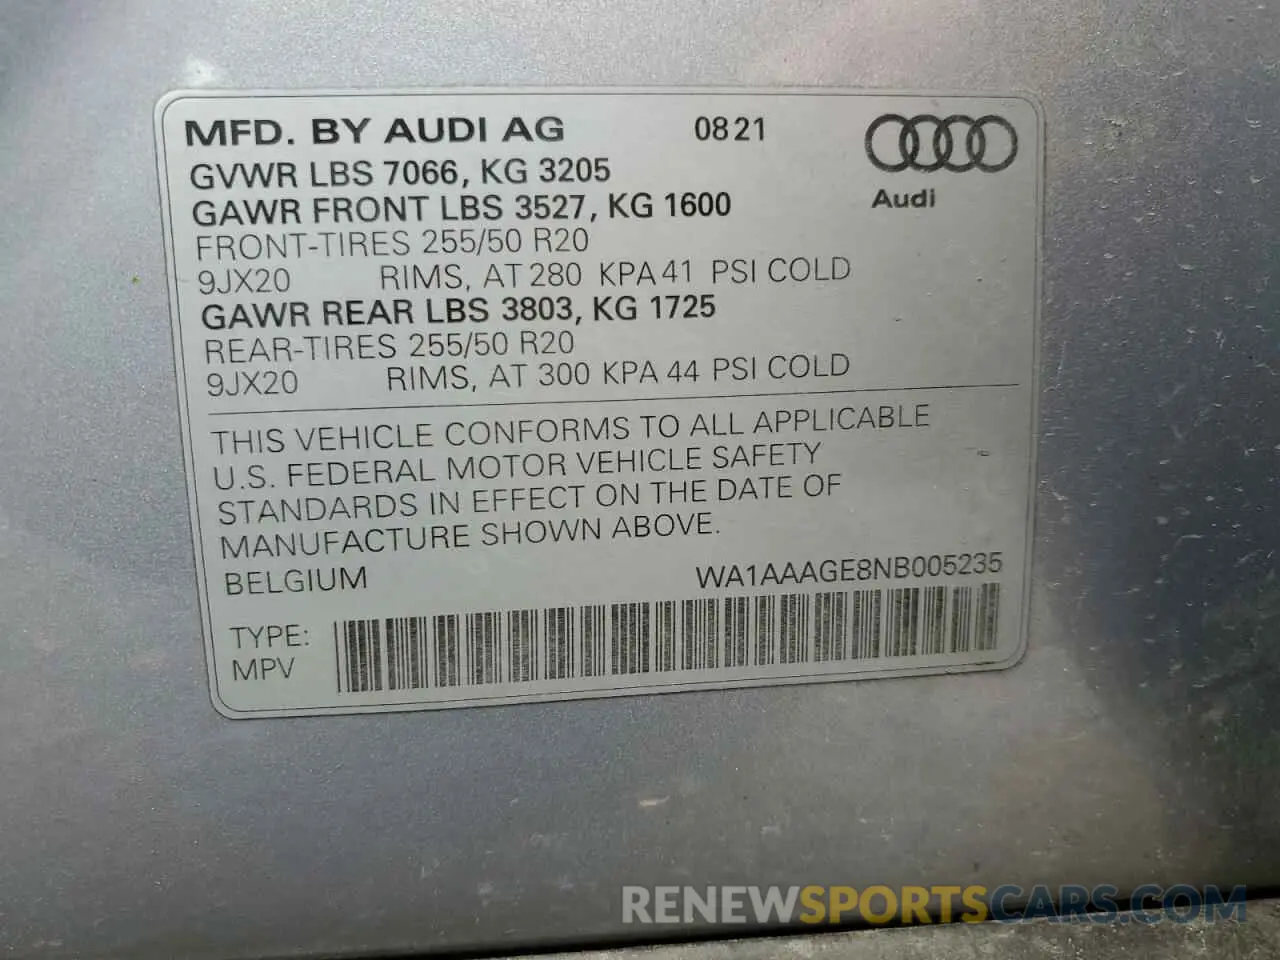 MFD. BY AUDI AG 0821
GVWR LBS 7066, KG 3205
GAWR FRONT LBS 3527, KG 1600
Audi
FRONT-TIRES 255/50 R20
9JX20 RIMS, AT 280 KPA 41 PSI COLD
GAWR REAR LBS 3803, KG 1725
REAR-TIRES 255/50 R20
9JX20 RIMS, AT 300 KPA 44 PSI COLD
THIS VEHICLE CONFORMS TO ALL APPLICABLE
U.S. FEDERAL MOTOR VEHICLE SAFETY
STANDARDS IN EFFECT ON THE DATE OF
MANUFACTURE SHOWN ABOVE.
BELGIUM WA1AAAGE8NB005235
TYPE:
MPV
RENEWSPORTSCARS.COM